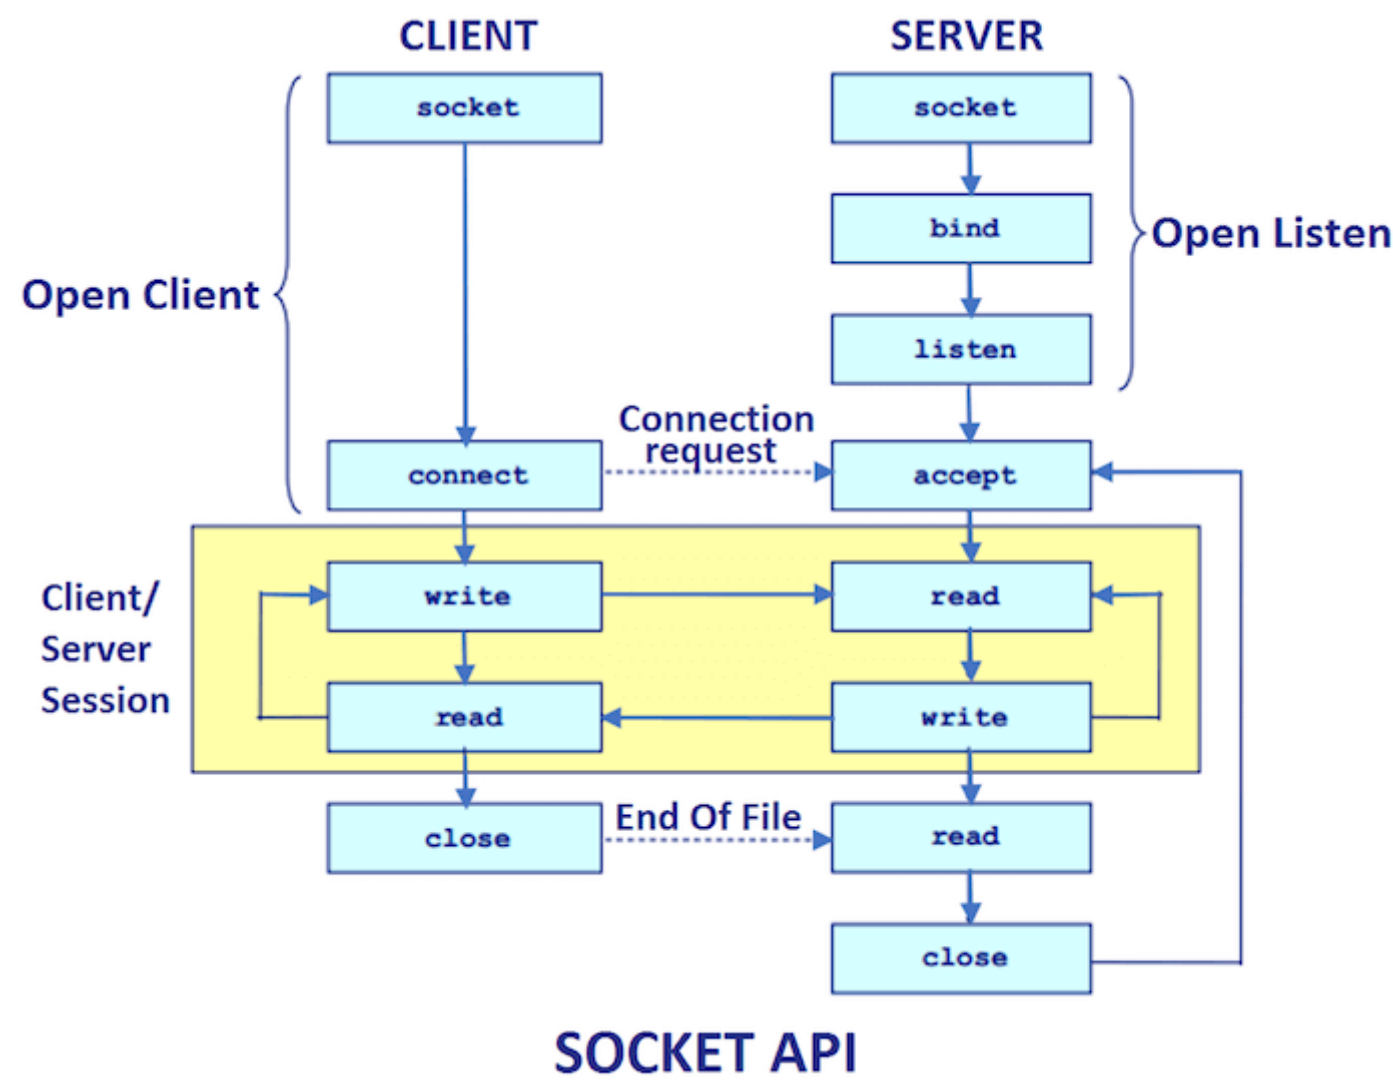 CLIENT
SERVER
socket
socket
bind
Open Listen
Open Client
listen
Connection
request
connect
accept
Client/
Server
Session
write
read
read
write
End Of File
close
read
close
SOCKET API